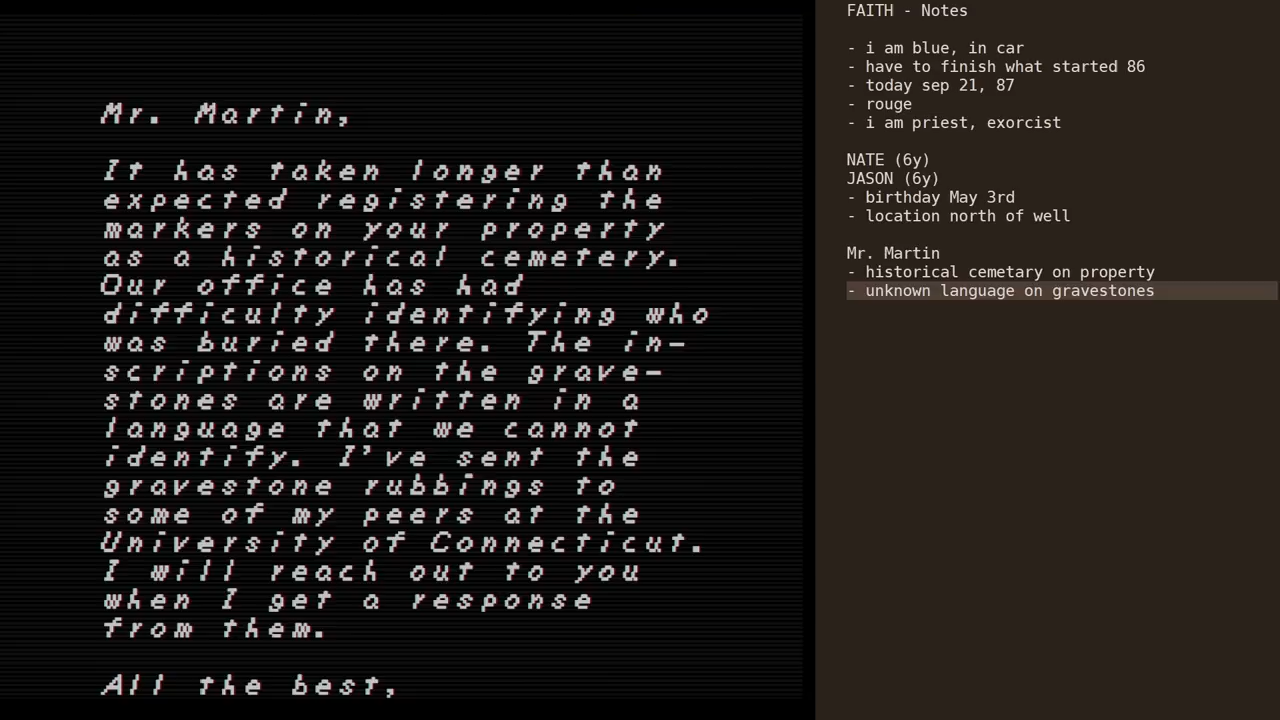 Mr. Martin,
It has taken longer than
expected registering the
markers on your property
as a historical cemetery.
Our office has had
difficulty identifying who
was buried there. The in-
scriptions on the grave-
stones are written in a
language that we cannot
identify. I've sent the
gravestone rubbings to
some of my peers at the
University of Connecticut.
I will reach out to you
when I get a response
from them.
All the best,
FAITH - Notes
- i am blue, in car
- have to finish what started 86
- today sep 21, 87
- rouge
- i am priest, exorcist
NATE (6y)
JASON (6y)
- birthday May 3rd
- location north of well
Mr. Martin
- historical cemetary on property
- unknown language on gravestones